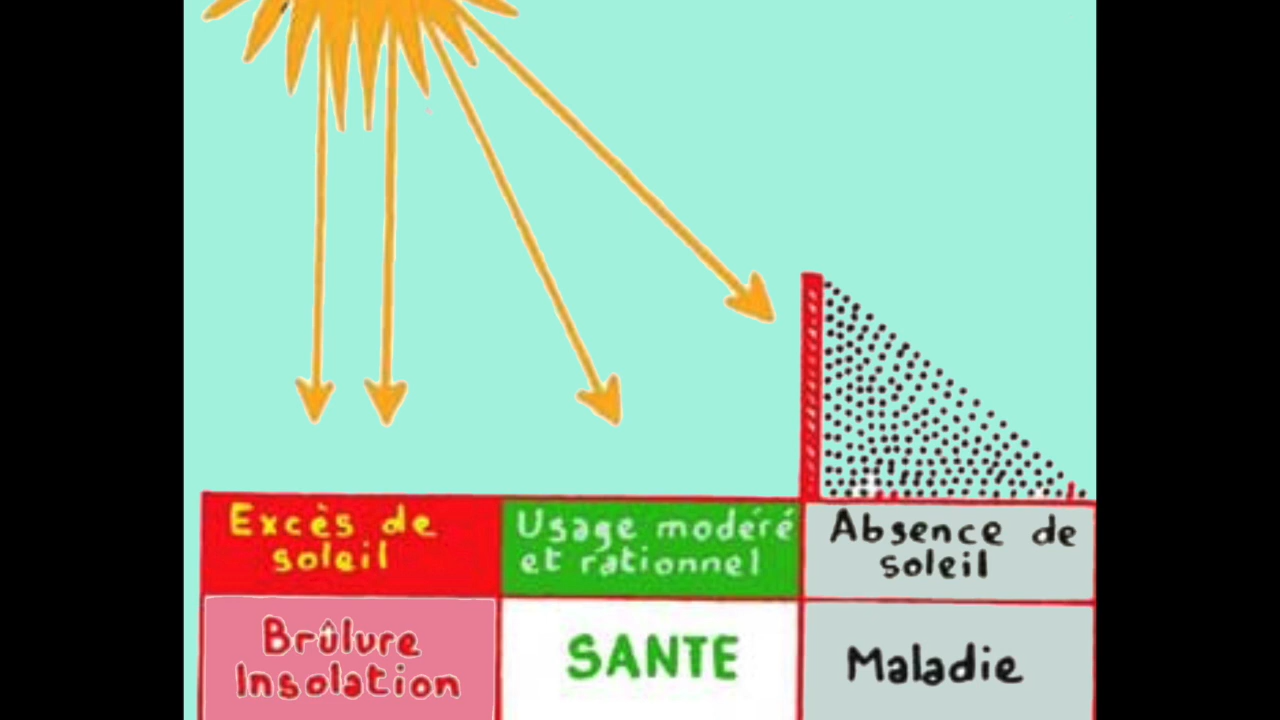 Excès de
soleil
Usage modéré
et rationnel
Absence de
soleil
Brûlure
Insolation
SANTE
Maladie